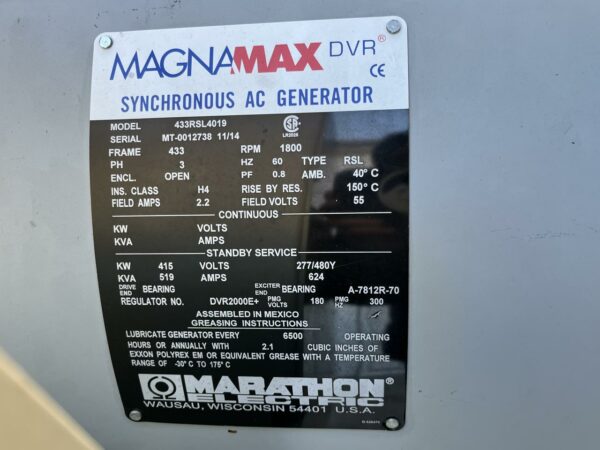 MAGNAMAX DVR®
CE
SYNCHRONOUS AC GENERATOR
MODEL 433RSL4019
SERIAL MT-0012738 11/14
LR2026
FRAME 433 RPM 1800
PH 3 HZ 60 TYPE RSL
ENCL. OPEN PF 0.8 AMB. 40° C
INS. CLASS H4 RISE BY RES. 150° C
FIELD AMPS 2.2 FIELD VOLTS 55
CONTINUOUS
KW VOLTS
KVA AMPS
STANDBY SERVICE
KW 415 VOLTS 277/480Y
KVA 519 AMPS 624
DRIVE END BEARING EXCITER END BEARING A-7812R-70
REGULATOR NO. DVR2000E+ PMG VOLTS 180 PMG HZ 300
ASSEMBLED IN MEXICO
GREASING INSTRUCTIONS
LUBRICATE GENERATOR EVERY 6500 OPERATING
HOURS OR ANNUALLY WITH 2.1 CUBIC INCHES OF
EXXON POLYREX EM OR EQUIVALENT GREASE WITH A TEMPERATURE
RANGE OF -30° C TO 175° C
MARATHON®
ELECTRIC
WAUSAU, WISCONSIN 54401 U.S.A.